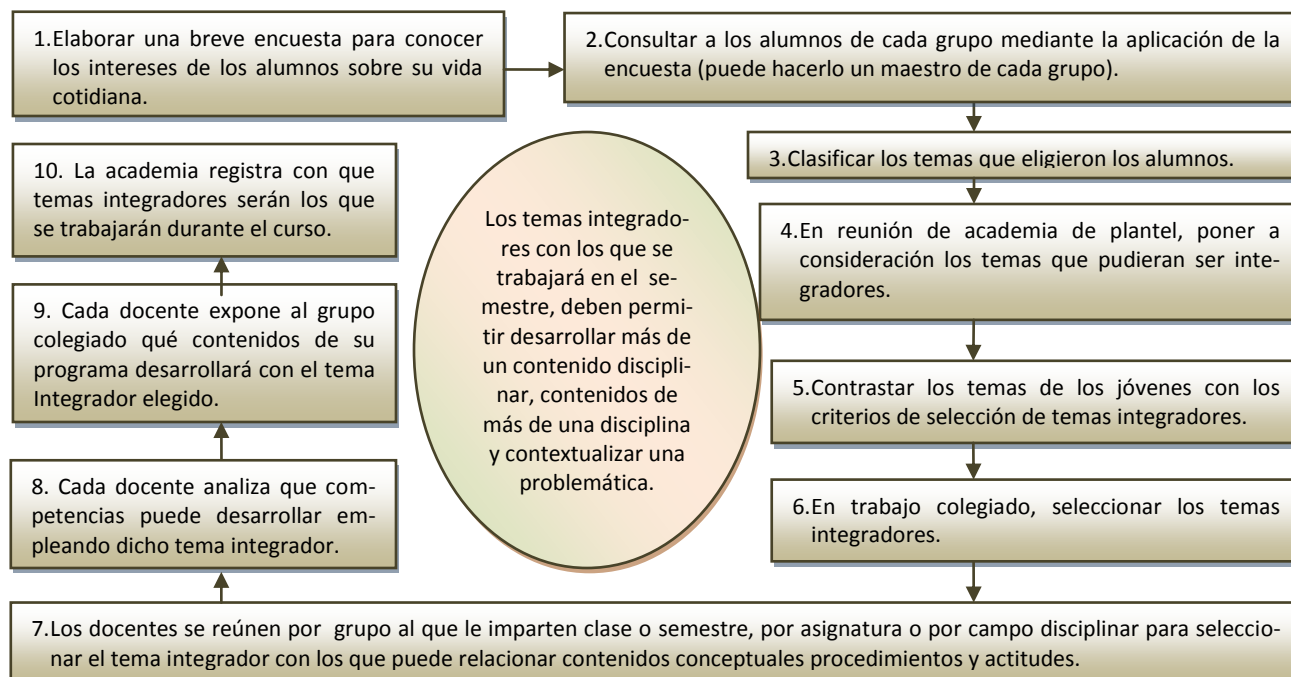 1.Elaborar una breve encuesta para conocer
los intereses de los alumnos sobre su vida
cotidiana.
2.Consultar a los alumnos de cada grupo mediante la aplicación de la
encuesta (puede hacerlo un maestro de cada grupo).
3.Clasificar los temas que eligieron los alumnos.
4.En reunión de academia de plantel, poner a
consideración los temas que pudieran ser inte-
gradores.
5.Contrastar los temas de los jóvenes con los
criterios de selección de temas integradores.
6.En trabajo colegiado, seleccionar los temas
integradores.
7.Los docentes se reúnen por grupo al que le imparten clase o semestre, por asignatura o por campo disciplinar para seleccio-
nar el tema integrador con los que puede relacionar contenidos conceptuales procedimientos y actitudes.
8. Cada docente analiza que com-
petencias puede desarrollar em-
pleando dicho tema integrador.
9. Cada docente expone al grupo
colegiado qué contenidos de su
programa desarrollará con el tema
Integrador elegido.
10. La academia registra con que
temas integradores serán los que
se trabajarán durante el curso.
Los temas integrado-
res con los que se
trabajará en el se-
mestre, deben permi-
tir desarrollar más de
un contenido discipli-
nar, contenidos de
más de una disciplina
y contextualizar una
problemática.